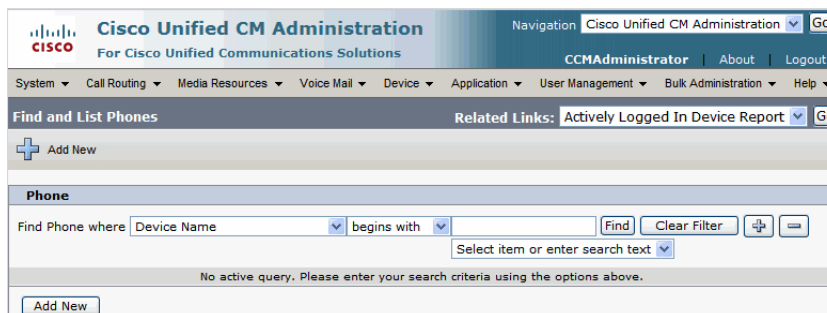 Cisco Unified CM Administration
Navigation Cisco Unified CM Administration
CISCO
For Cisco Unified Communications Solutions
CCMAdministrator | About | Logout
System Call Routing Media Resources Voice Mail Device Application User Management Bulk Administration Help
Find and List Phones Related Links: Actively Logged In Device Report
Add New
Phone
Find Phone where Device Name begins with Find Clear Filter
Select item or enter search text
No active query. Please enter your search criteria using the options above.
Add New